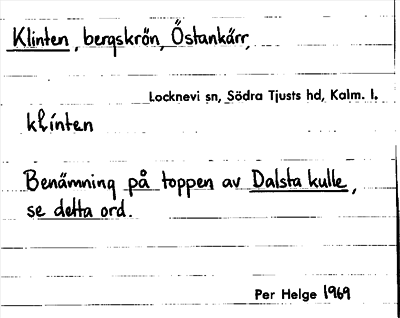 Klinten, bergskrön, Östankärr,
Locknevi sn, Södra Tjusts hd, Kalm. l.
klínten
Benämning på toppen av Dalsta kulle,
se detta ord.
Per Helge 1969